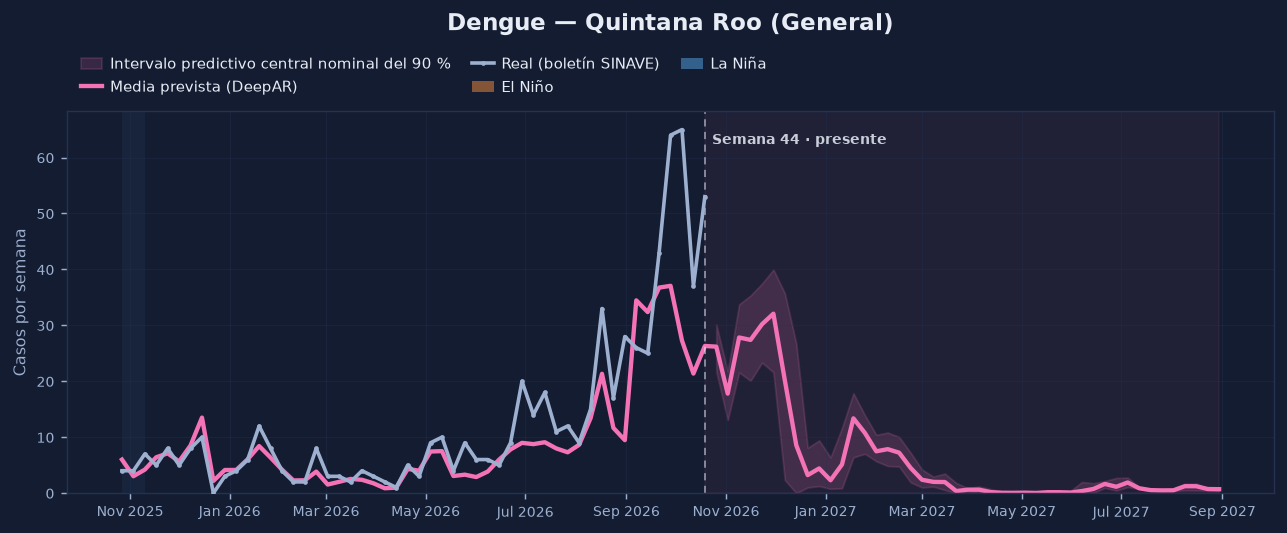 Dengue — Quintana Roo (General)
Intervalo predictivo central nominal del 90 %
Real (boletín SINAVE)
La Niña
Media prevista (DeepAR)
El Niño
Semana 44 · presente
Casos por semana
60
50
40
30
20
10
0
Nov 2025
Jan 2026
Mar 2026
May 2026
Jul 2026
Sep 2026
Nov 2026
Jan 2027
Mar 2027
May 2027
Jul 2027
Sep 2027